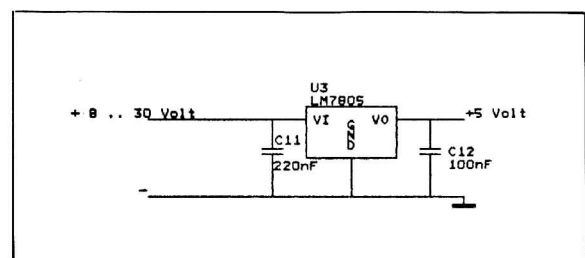 U3
LM7805
+ 8 .. 30 Volt
VI
GND
VO
+5 Volt
C11
220nF
C12
100nF
-